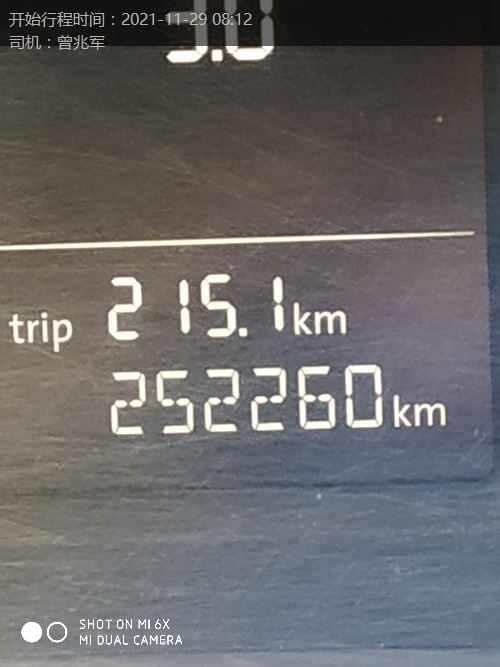 开始行程时间：2021-11-29 08:12
司机：曾兆军
trip 215.1km
252260km
SHOT ON MI 6X
MI DUAL CAMERA